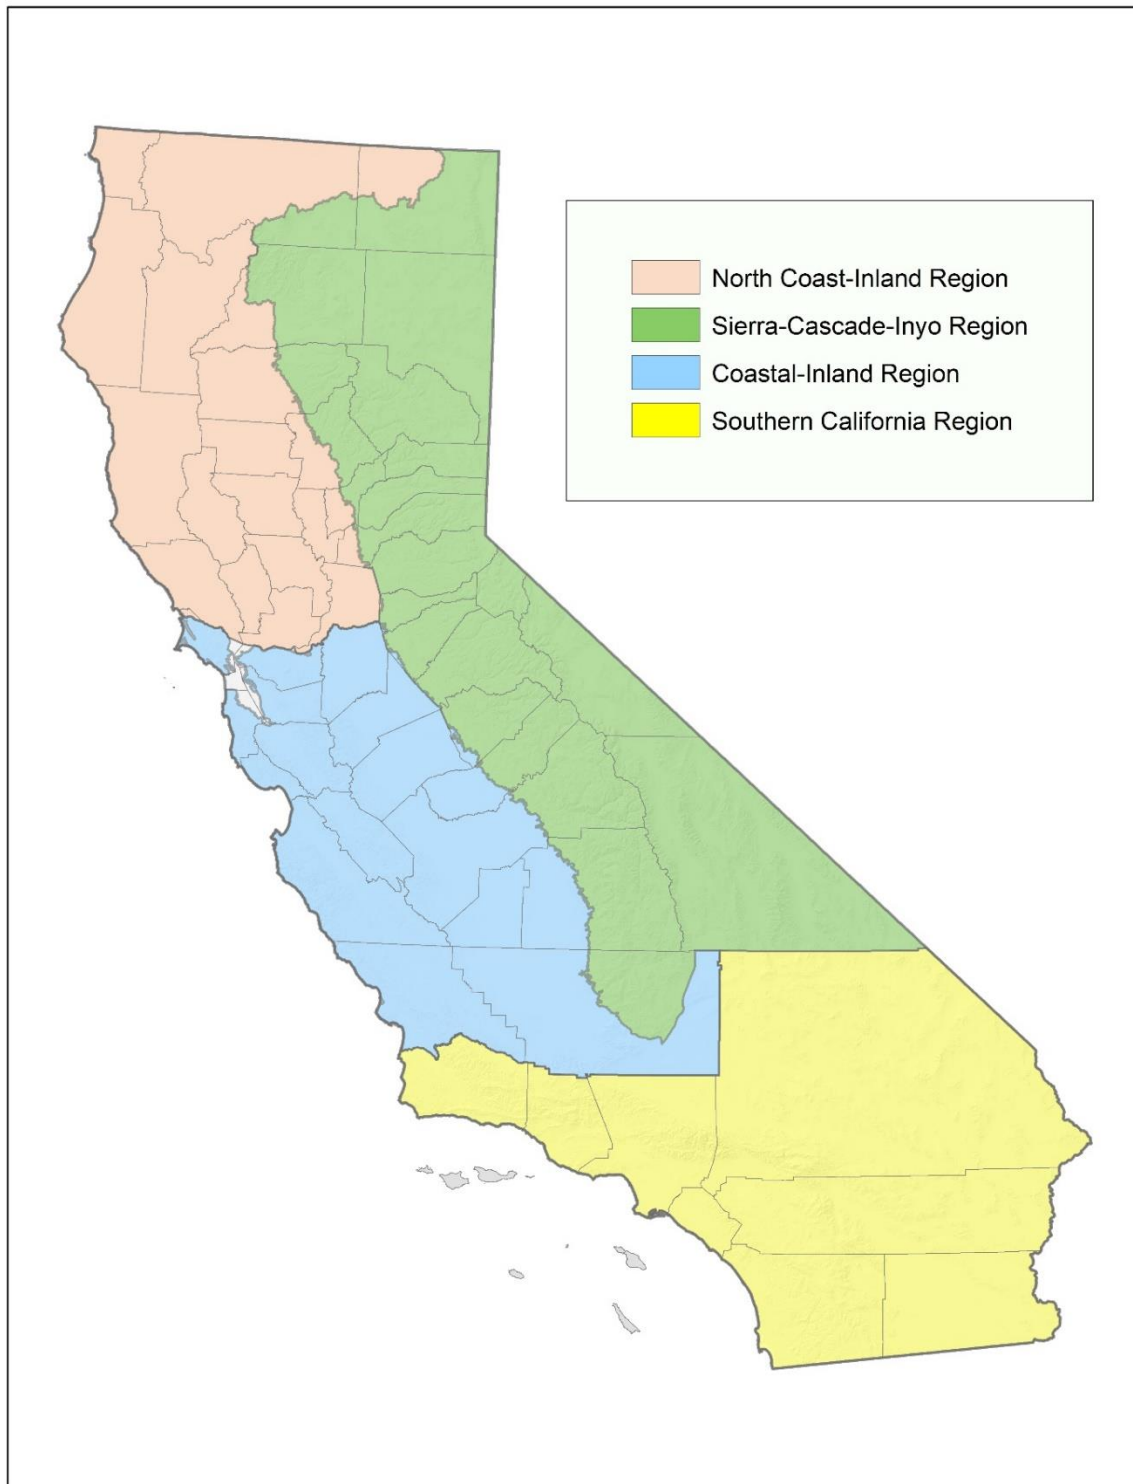 North Coast-Inland Region
Sierra-Cascade-Inyo Region
Coastal-Inland Region
Southern California Region